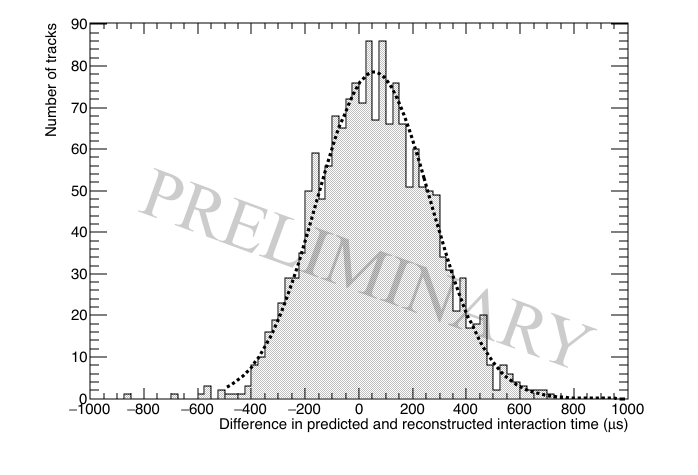 Number of tracks
90
80
70
60
50
40
30
20
10
0
PRELIMINARY
−1000 −800 −600 −400 −200 0 200 400 600 800 1000
Difference in predicted and reconstructed interaction time (μs)